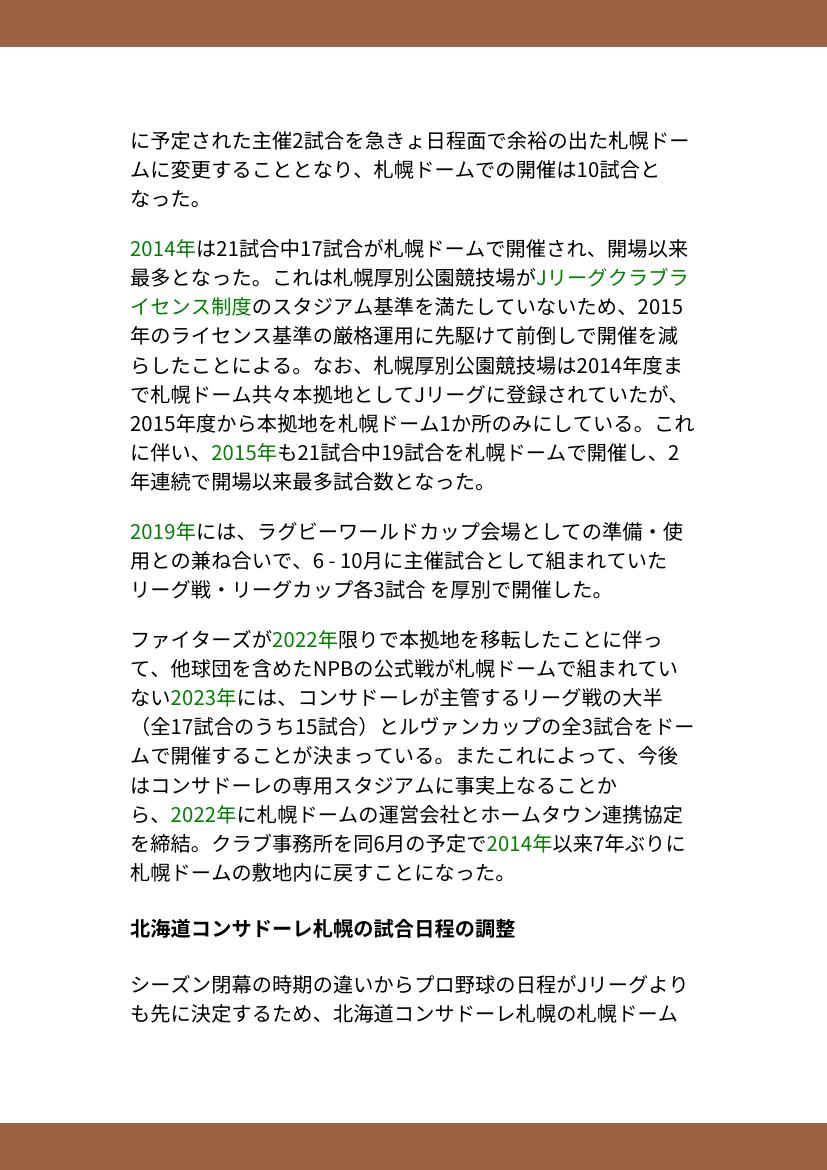 に予定された主催2試合を急きょ日程面で余裕の出た札幌ドー
ムに変更することとなり、札幌ドームでの開催は10試合と
なった。
2014年は21試合中17試合が札幌ドームで開催され、開場以来
最多となった。これは札幌厚別公園競技場がJリーグクラブラ
イセンス制度のスタジアム基準を満たしていないため、2015
年のライセンス基準の厳格運用に先駆けて前倒しで開催を減
らしたことによる。なお、札幌厚別公園競技場は2014年度ま
で札幌ドーム共々本拠地としてJリーグに登録されていたが、
2015年度から本拠地を札幌ドーム1か所のみにしている。これ
に伴い、2015年も21試合中19試合を札幌ドームで開催し、2
年連続で開場以来最多試合数となった。
2019年には、ラグビーワールドカップ会場としての準備・使
用との兼ね合いで、6 - 10月に主催試合として組まれていた
リーグ戦・リーグカップ各3試合 を厚別で開催した。
ファイターズが2022年限りで本拠地を移転したことに伴っ
て、他球団を含めたNPBの公式戦が札幌ドームで組まれてい
ない2023年には、コンサドーレが主管するリーグ戦の大半
（全17試合のうち15試合）とルヴァンカップの全3試合をドー
ムで開催することが決まっている。またこれによって、今後
はコンサドーレの専用スタジアムに事実上なることか
ら、2022年に札幌ドームの運営会社とホームタウン連携協定
を締結。クラブ事務所を同6月の予定で2014年以来7年ぶりに
札幌ドームの敷地内に戻すことになった。
北海道コンサドーレ札幌の試合日程の調整
シーズン閉幕の時期の違いからプロ野球の日程がJリーグより
も先に決定するため、北海道コンサドーレ札幌の札幌ドーム